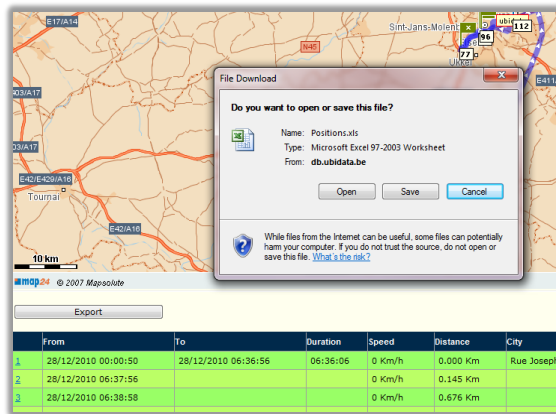 E17/A14
Sint-Jans-Molenb
ubida
112
96
N45
77
Ukkel
E411
E403/A17
03/A17
E42/E429/A16
Tournai
E42/A16
10 km
map24 © 2007 Mapsolute
File Download
X
Do you want to open or save this file?
Name: Positions.xls
Type: Microsoft Excel 97-2003 Worksheet
From: db.ubidata.be
Open Save Cancel
While files from the Internet can be useful, some files can potentially
harm your computer. If you do not trust the source, do not open or
save this file. What's the risk?
Export
From To Duration Speed Distance City
1 28/12/2010 00:00:50 28/12/2010 06:36:56 06:36:06 0 Km/h 0.000 Km Rue Joseph
2 28/12/2010 06:37:56 0 Km/h 0.145 Km
3 28/12/2010 06:38:58 0 Km/h 0.676 Km